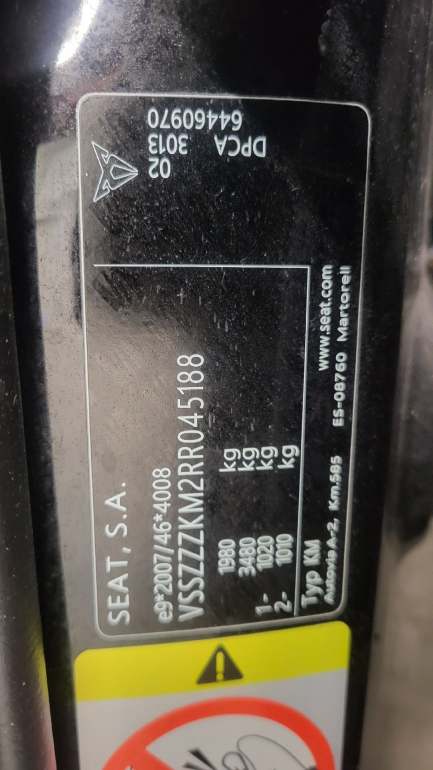 SEAT, S.A.
e9*2007/46*4008
VSSZZZKM2RR045188
1980 kg
3480 kg
1- 1020 kg
2- 1010 kg
Typ KM
Autovía A-2, Km.585 ES-08760 Martorell
www.seat.com
02
3013 64460970
DPCA